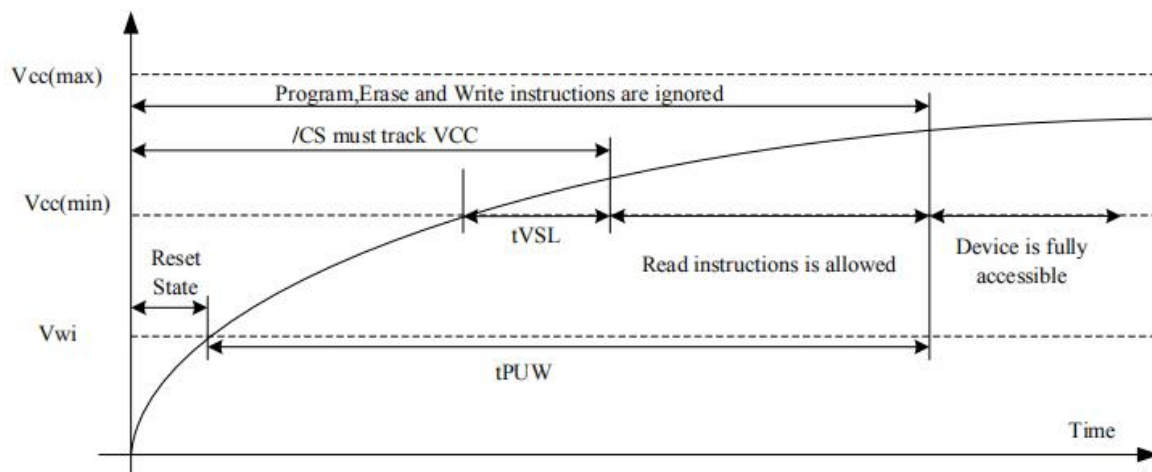 Vcc(max)
Program,Erase and Write instructions are ignored
/CS must track VCC
Vcc(min)
tVSL
Reset
State
Read instructions is allowed
Device is fully
accessible
Vwi
tPUW
Time